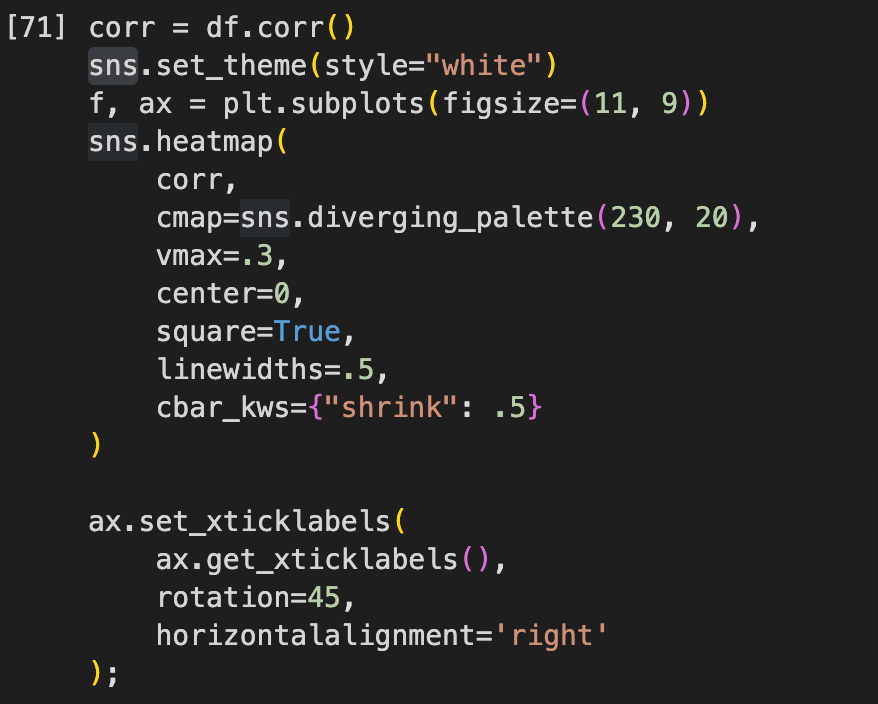 [71] corr = df.corr()
sns.set_theme(style="white")
f, ax = plt.subplots(figsize=(11, 9))
sns.heatmap(
    corr,
    cmap=sns.diverging_palette(230, 20),
    vmax=.3,
    center=0,
    square=True,
    linewidths=.5,
    cbar_kws={"shrink": .5}
)

ax.set_xticklabels(
    ax.get_xticklabels(),
    rotation=45,
    horizontalalignment='right'
);